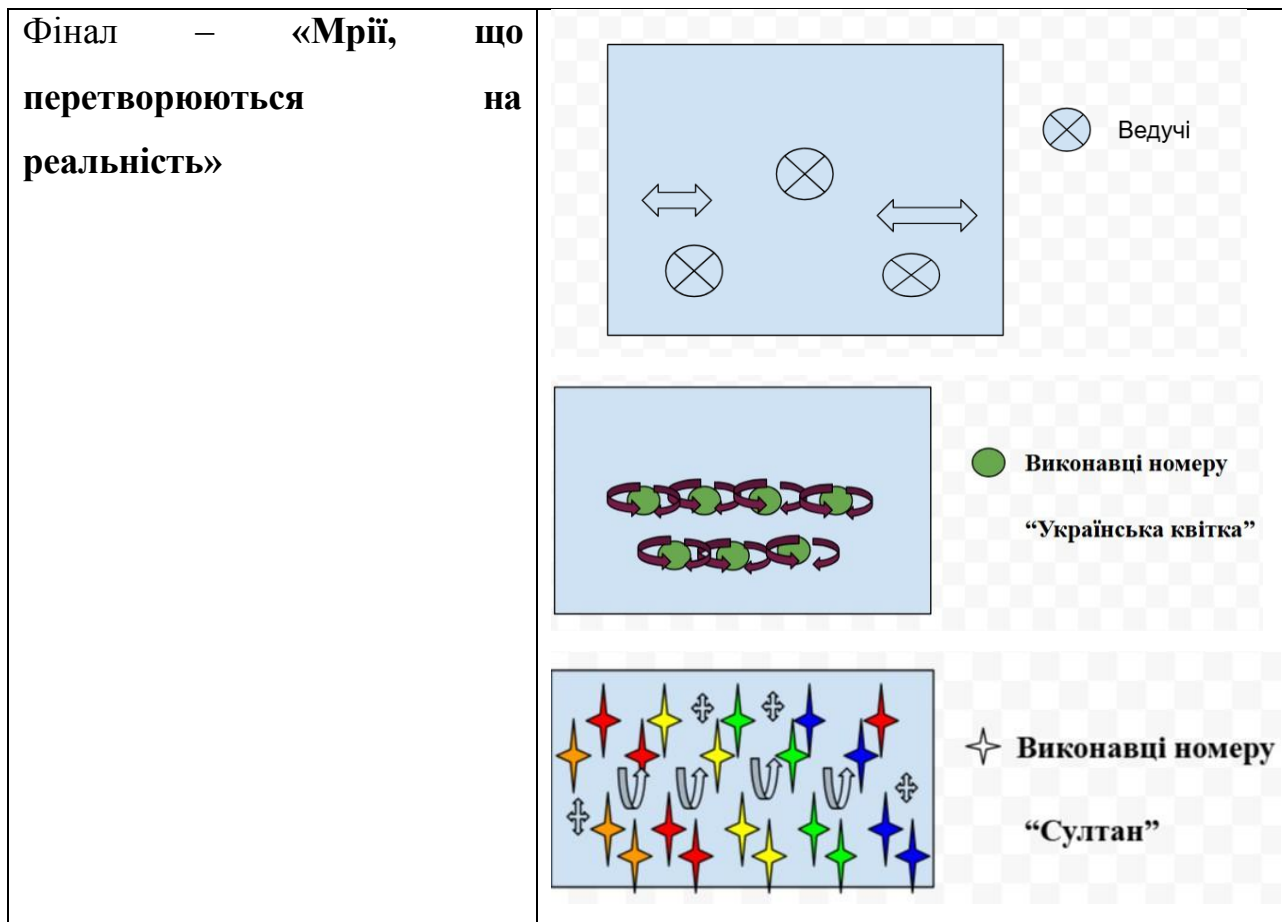 Фінал – «Мрії, що
перетворюються на
реальність»
Ведучі
Виконавці номеру
“Українська квітка”
Виконавці номеру
“Султан”